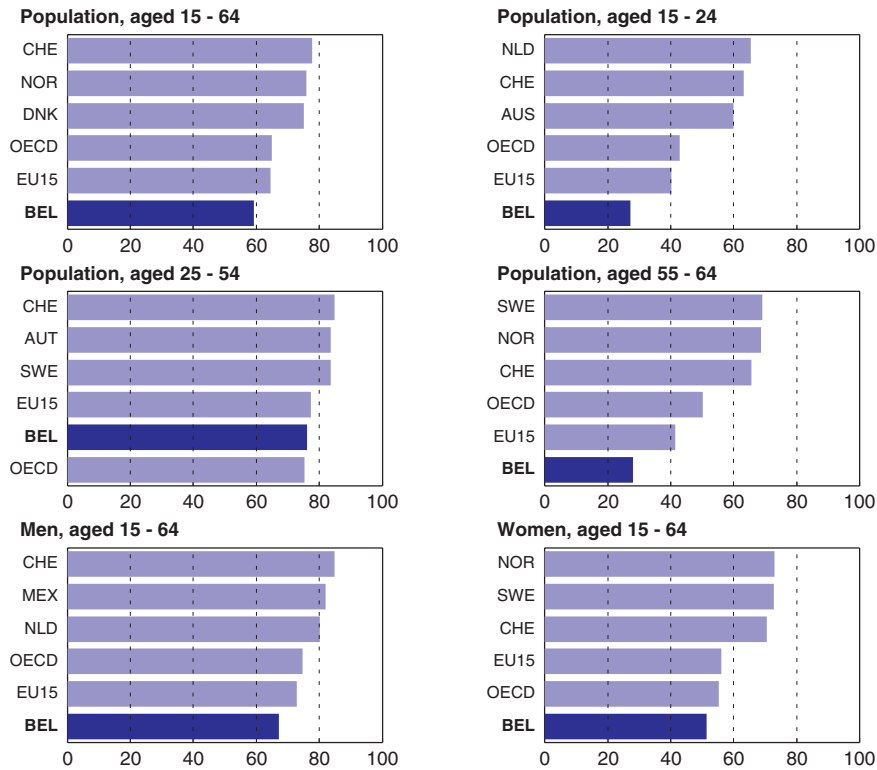 Population, aged 15 - 64
CHE
NOR
DNK
OECD
EU15
BEL
0 20 40 60 80 100
Population, aged 15 - 24
NLD
CHE
AUS
OECD
EU15
BEL
0 20 40 60 80 100
Population, aged 25 - 54
CHE
AUT
SWE
EU15
BEL
OECD
0 20 40 60 80 100
Population, aged 55 - 64
SWE
NOR
CHE
OECD
EU15
BEL
0 20 40 60 80 100
Men, aged 15 - 64
CHE
MEX
NLD
OECD
EU15
BEL
0 20 40 60 80 100
Women, aged 15 - 64
NOR
SWE
CHE
EU15
OECD
BEL
0 20 40 60 80 100